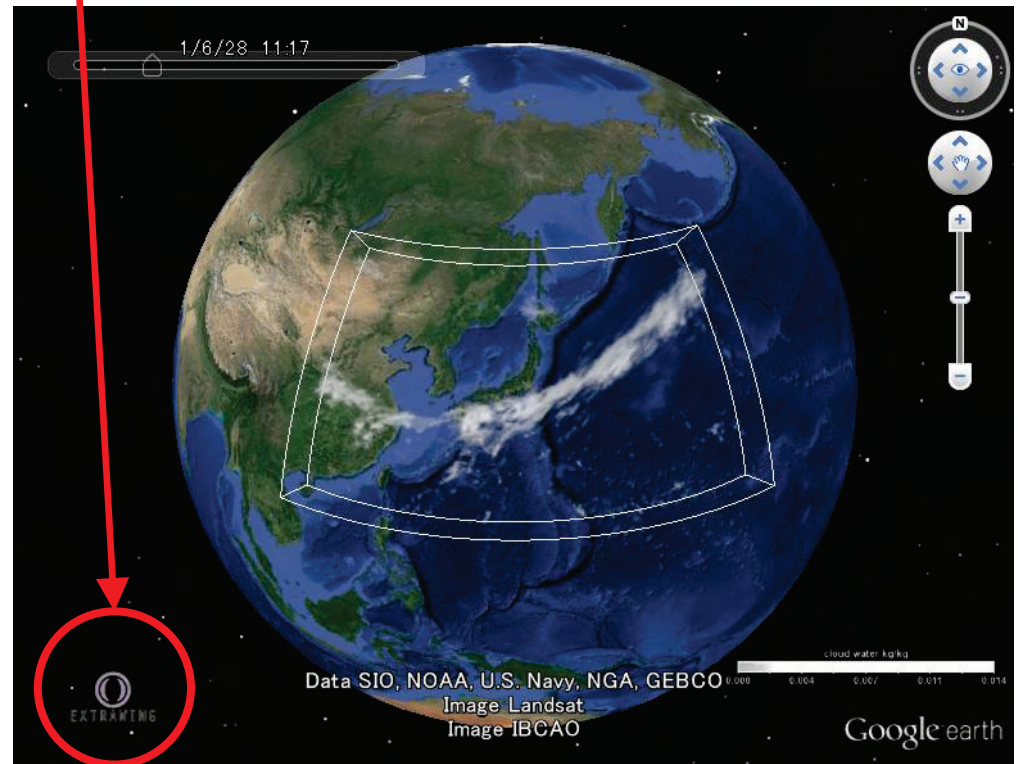 1/6/28 11:17
N
cloud water kg/kg
0.000 0.004 0.007 0.011 0.014
Data SIO, NOAA, U.S. Navy, NGA, GEBCO
Image Landsat
Image IBCAO
EXTRAWING
Google earth